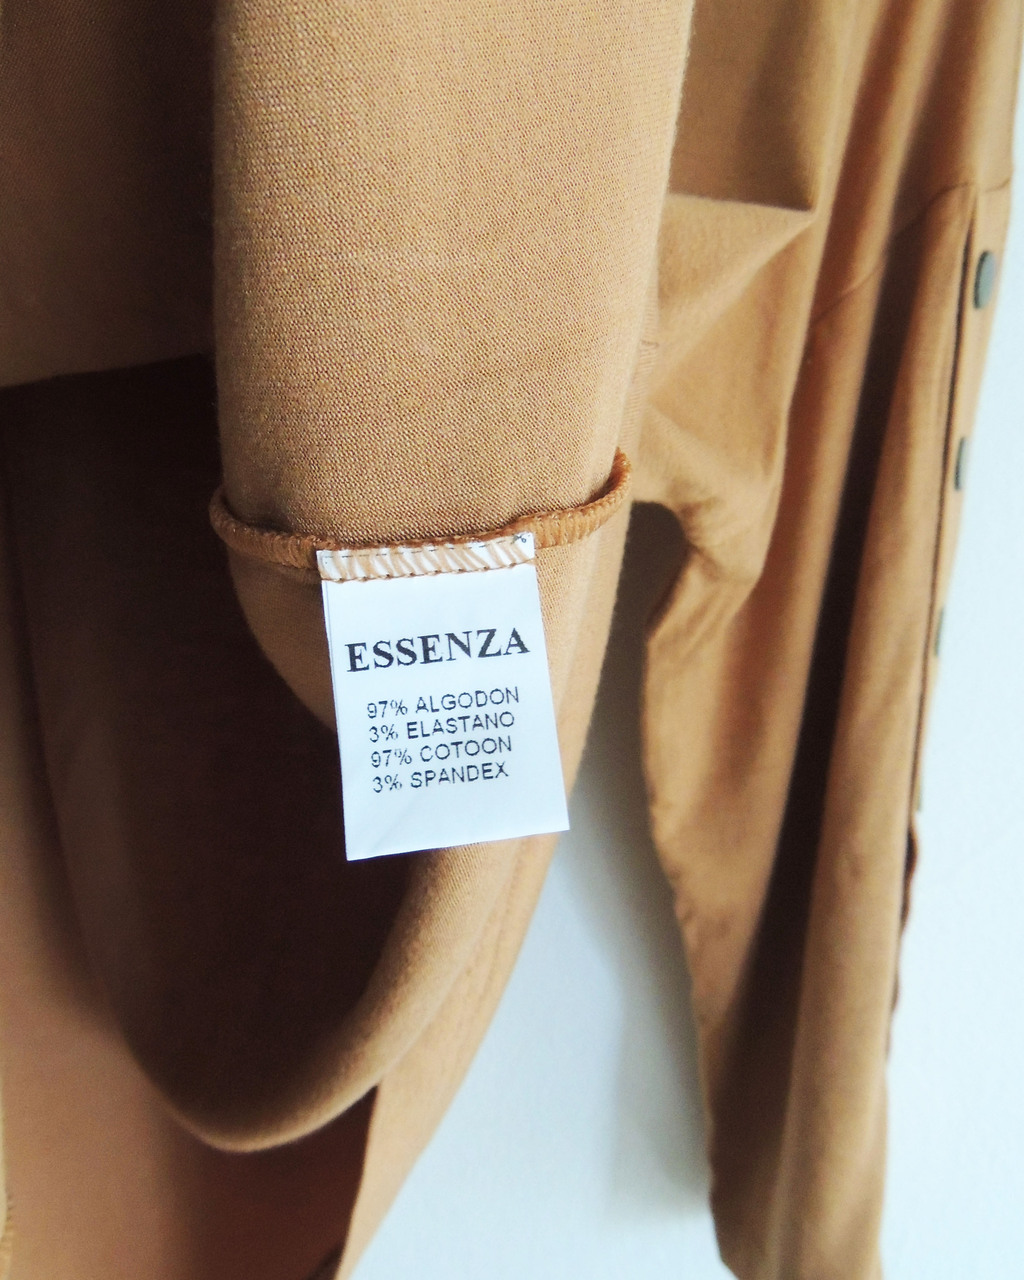 ESSENZA
97% ALGODON
3% ELASTANO
97% COTOON
3% SPANDEX